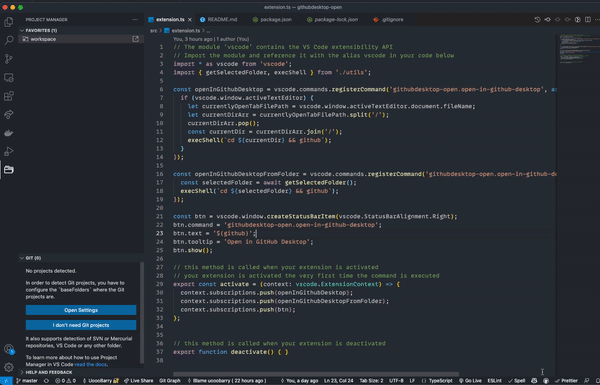 extension.ts — githubdesktop-open
PROJECT MANAGER
FAVORITES (1)
workspace
GIT (0)
No projects detected.
In order to detect Git projects, you have to
configure the `baseFolders` where the Git
projects are.
Open Settings
I don't need Git projects
It also supports detection of SVN or Mercurial
repositories, VS Code or any other folder.
To learn more about how to use Project
Manager in VS Code read the docs.
HELP AND FEEDBACK
extension.ts
README.md
package.json
package-lock.json
.gitignore
src > extension.ts > ...
You, 3 hours ago | 1 author (You)
1 // The module 'vscode' contains the VS Code extensibility API
2 // Import the module and reference it with the alias vscode in your code below
3 import * as vscode from 'vscode';
4 import { getSelectedFolder, execShell } from './utils';
5
6 const openInGithubDesktop = vscode.commands.registerCommand('githubdesktop-open.open-in-github-desktop', as
7 if (vscode.window.activeTextEditor) {
8 let currentlyOpenTabFilePath = vscode.window.activeTextEditor.document.fileName;
9 let currentDirArr = currentlyOpenTabFilePath.split('/');
10 currentDirArr.pop();
11 const currentDir = currentDirArr.join('/');
12 execShell(`cd ${currentDir} && github`);
13 }
14 });
15
16 const openInGithubDesktopFromFolder = vscode.commands.registerCommand('githubdesktop-open.open-in-github-de
17 const selectedFolder = await getSelectedFolder();
18 execShell(`cd ${selectedFolder} && github`);
19 });
20
21 const btn = vscode.window.createStatusBarItem(vscode.StatusBarAlignment.Right);
22 btn.command = 'githubdesktop-open.open-in-github-desktop';
23 btn.text = '$(github)';
24 btn.tooltip = 'Open in GitHub Desktop';
25 btn.show();
26
27 // this method is called when your extension is activated
28 // your extension is activated the very first time the command is executed
29 export const activate = (context: vscode.ExtensionContext) => {
30 context.subscriptions.push(openInGithubDesktop);
31 context.subscriptions.push(openInGithubDesktopFromFolder);
32 context.subscriptions.push(btn);
33 };
34
35
36 // this method is called when your extension is deactivated
37 export function deactivate() { }
master
0
0
UoooBarry
Live Share
Git Graph
Blame uooobarry ( 22 hours ago )
You, a day ago
Ln 23, Col 24
Tab Size: 2
UTF-8
LF
TypeScript
Go Live
ESLint
Spell
Prettier